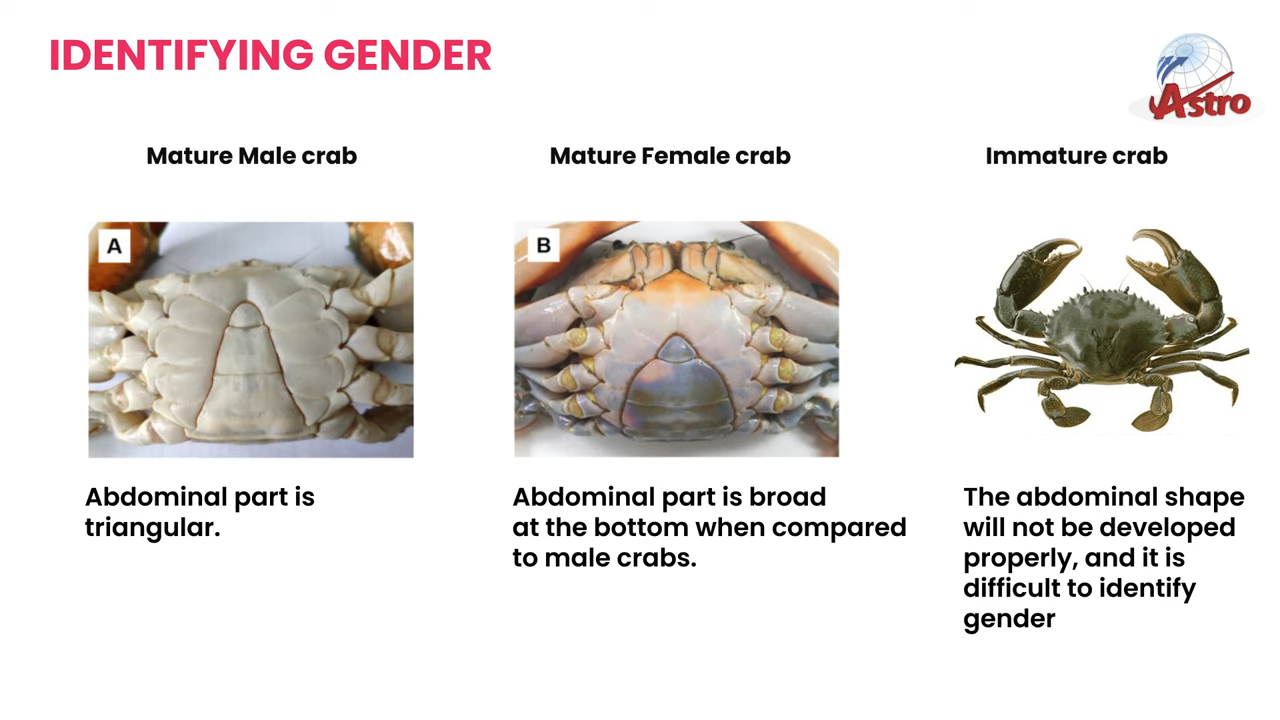 IDENTIFYING GENDER
Astro
Mature Male crab
Mature Female crab
Immature crab
A
B
Abdominal part is
triangular.
Abdominal part is broad
at the bottom when compared
to male crabs.
The abdominal shape
will not be developed
properly, and it is
difficult to identify
gender